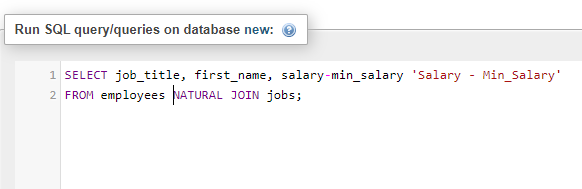 Run SQL query/queries on database new:
1 SELECT job_title, first_name, salary-min_salary 'Salary - Min_Salary'
2 FROM employees NATURAL JOIN jobs;